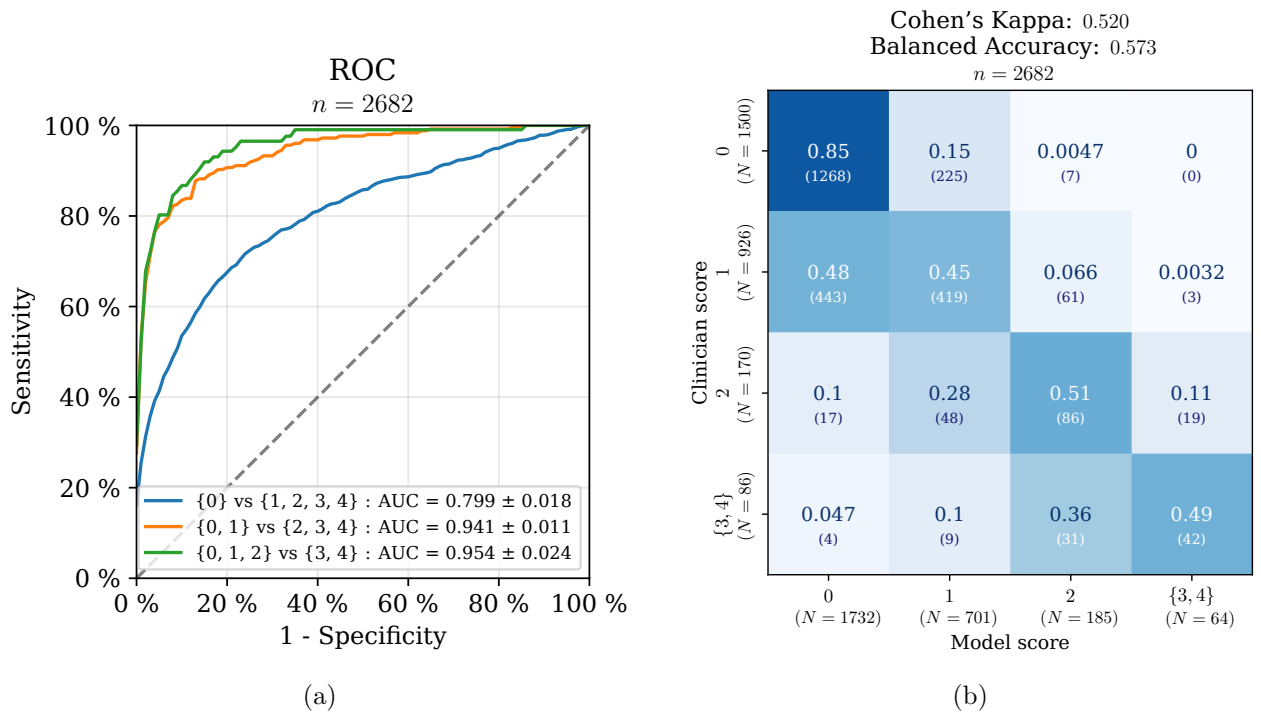 ROC
n = 2682
100 %
80 %
60 %
40 %
20 %
0 %
Sensitivity
{0} vs {1, 2, 3, 4} : AUC = 0.799 ± 0.018
{0, 1} vs {2, 3, 4} : AUC = 0.941 ± 0.011
{0, 1, 2} vs {3, 4} : AUC = 0.954 ± 0.024
0 % 20 % 40 % 60 % 80 % 100 %
1 - Specificity
(a)
Cohen's Kappa: 0.520
Balanced Accuracy: 0.573
n = 2682
Clinician score
0
(N = 1500)
0.85 0.15 0.0047 0
(1268) (225) (7) (0)
1
(N = 926)
0.48 0.45 0.066 0.0032
(443) (419) (61) (3)
2
(N = 170)
0.1 0.28 0.51 0.11
(17) (48) (86) (19)
{3, 4}
(N = 86)
0.047 0.1 0.36 0.49
(4) (9) (31) (42)
0 1 2 {3, 4}
(N = 1732) (N = 701) (N = 185) (N = 64)
Model score
(b)